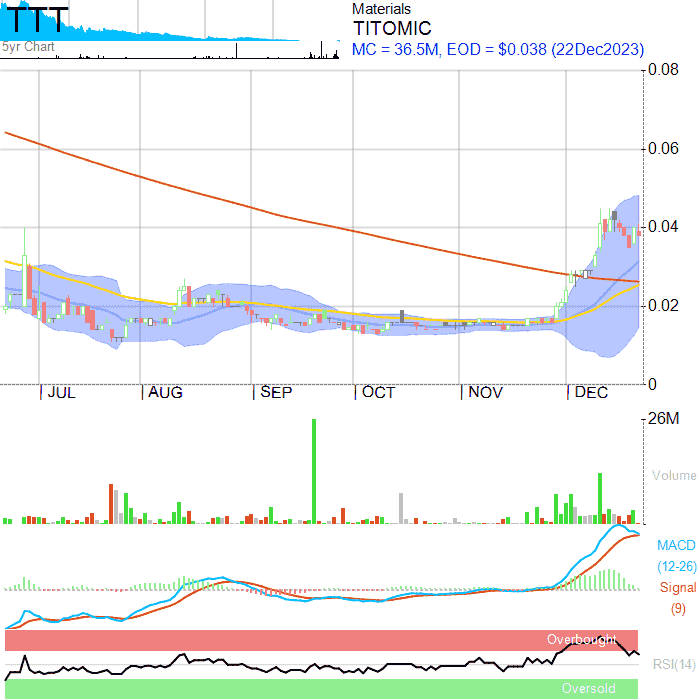 TTT
5yr Chart
Materials
TITOMIC
MC = 36.5M, EOD = $0.038 (22Dec2023)
0.08
0.06
0.04
0.02
0
JUL AUG SEP OCT NOV DEC
26M
Volume
MACD
(12-26)
Signal
(9)
Overbought
RSI(14)
Oversold